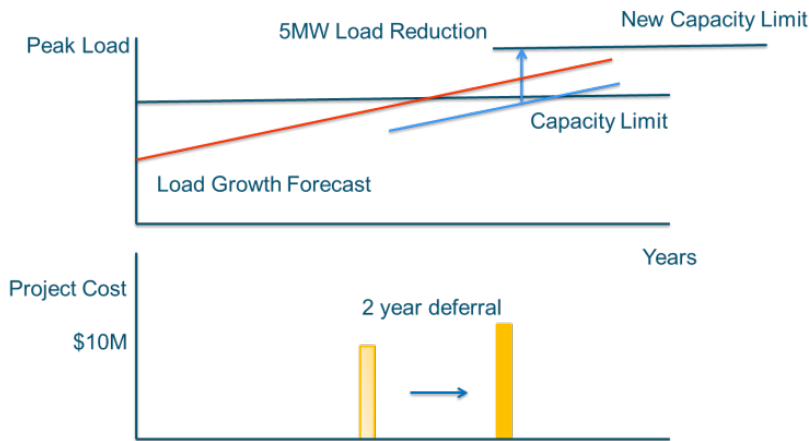 New Capacity Limit
5MW Load Reduction
Peak Load
Capacity Limit
Load Growth Forecast
Years
Project Cost
2 year deferral
$10M